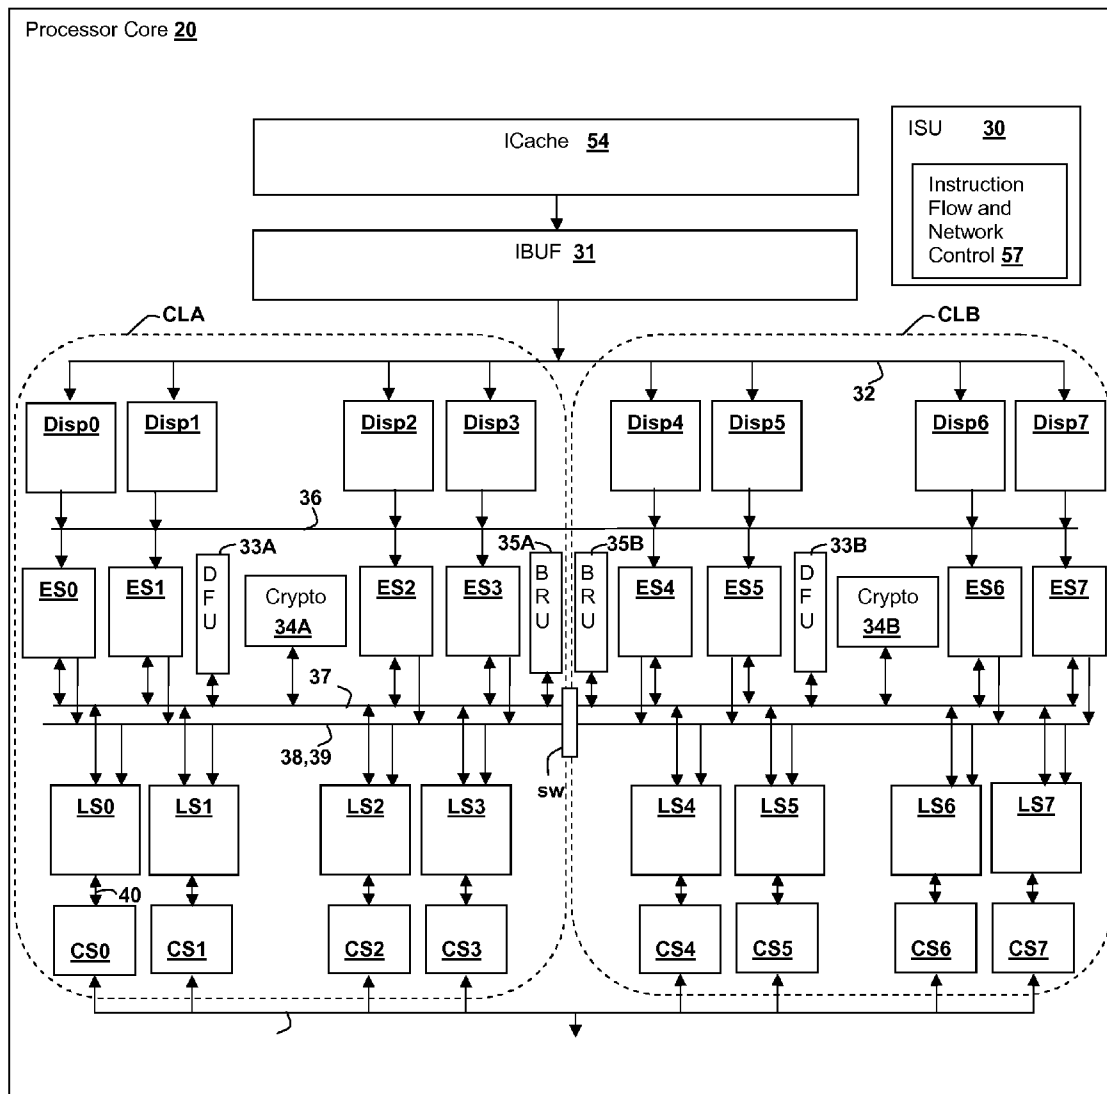 Processor Core 20
ICache 54
ISU 30
Instruction
Flow and
Network
Control 57
IBUF 31
CLA
CLB
32
Disp0
Disp1
Disp2
Disp3
Disp4
Disp5
Disp6
Disp7
36
33A
35A
35B
33B
ES0
ES1
D
F
U
Crypto
34A
ES2
ES3
B
R
U
B
R
U
ES4
ES5
D
F
U
Crypto
34B
ES6
ES7
37
38,39
sw
LS0
LS1
LS2
LS3
LS4
LS5
LS6
LS7
40
CS0
CS1
CS2
CS3
CS4
CS5
CS6
CS7